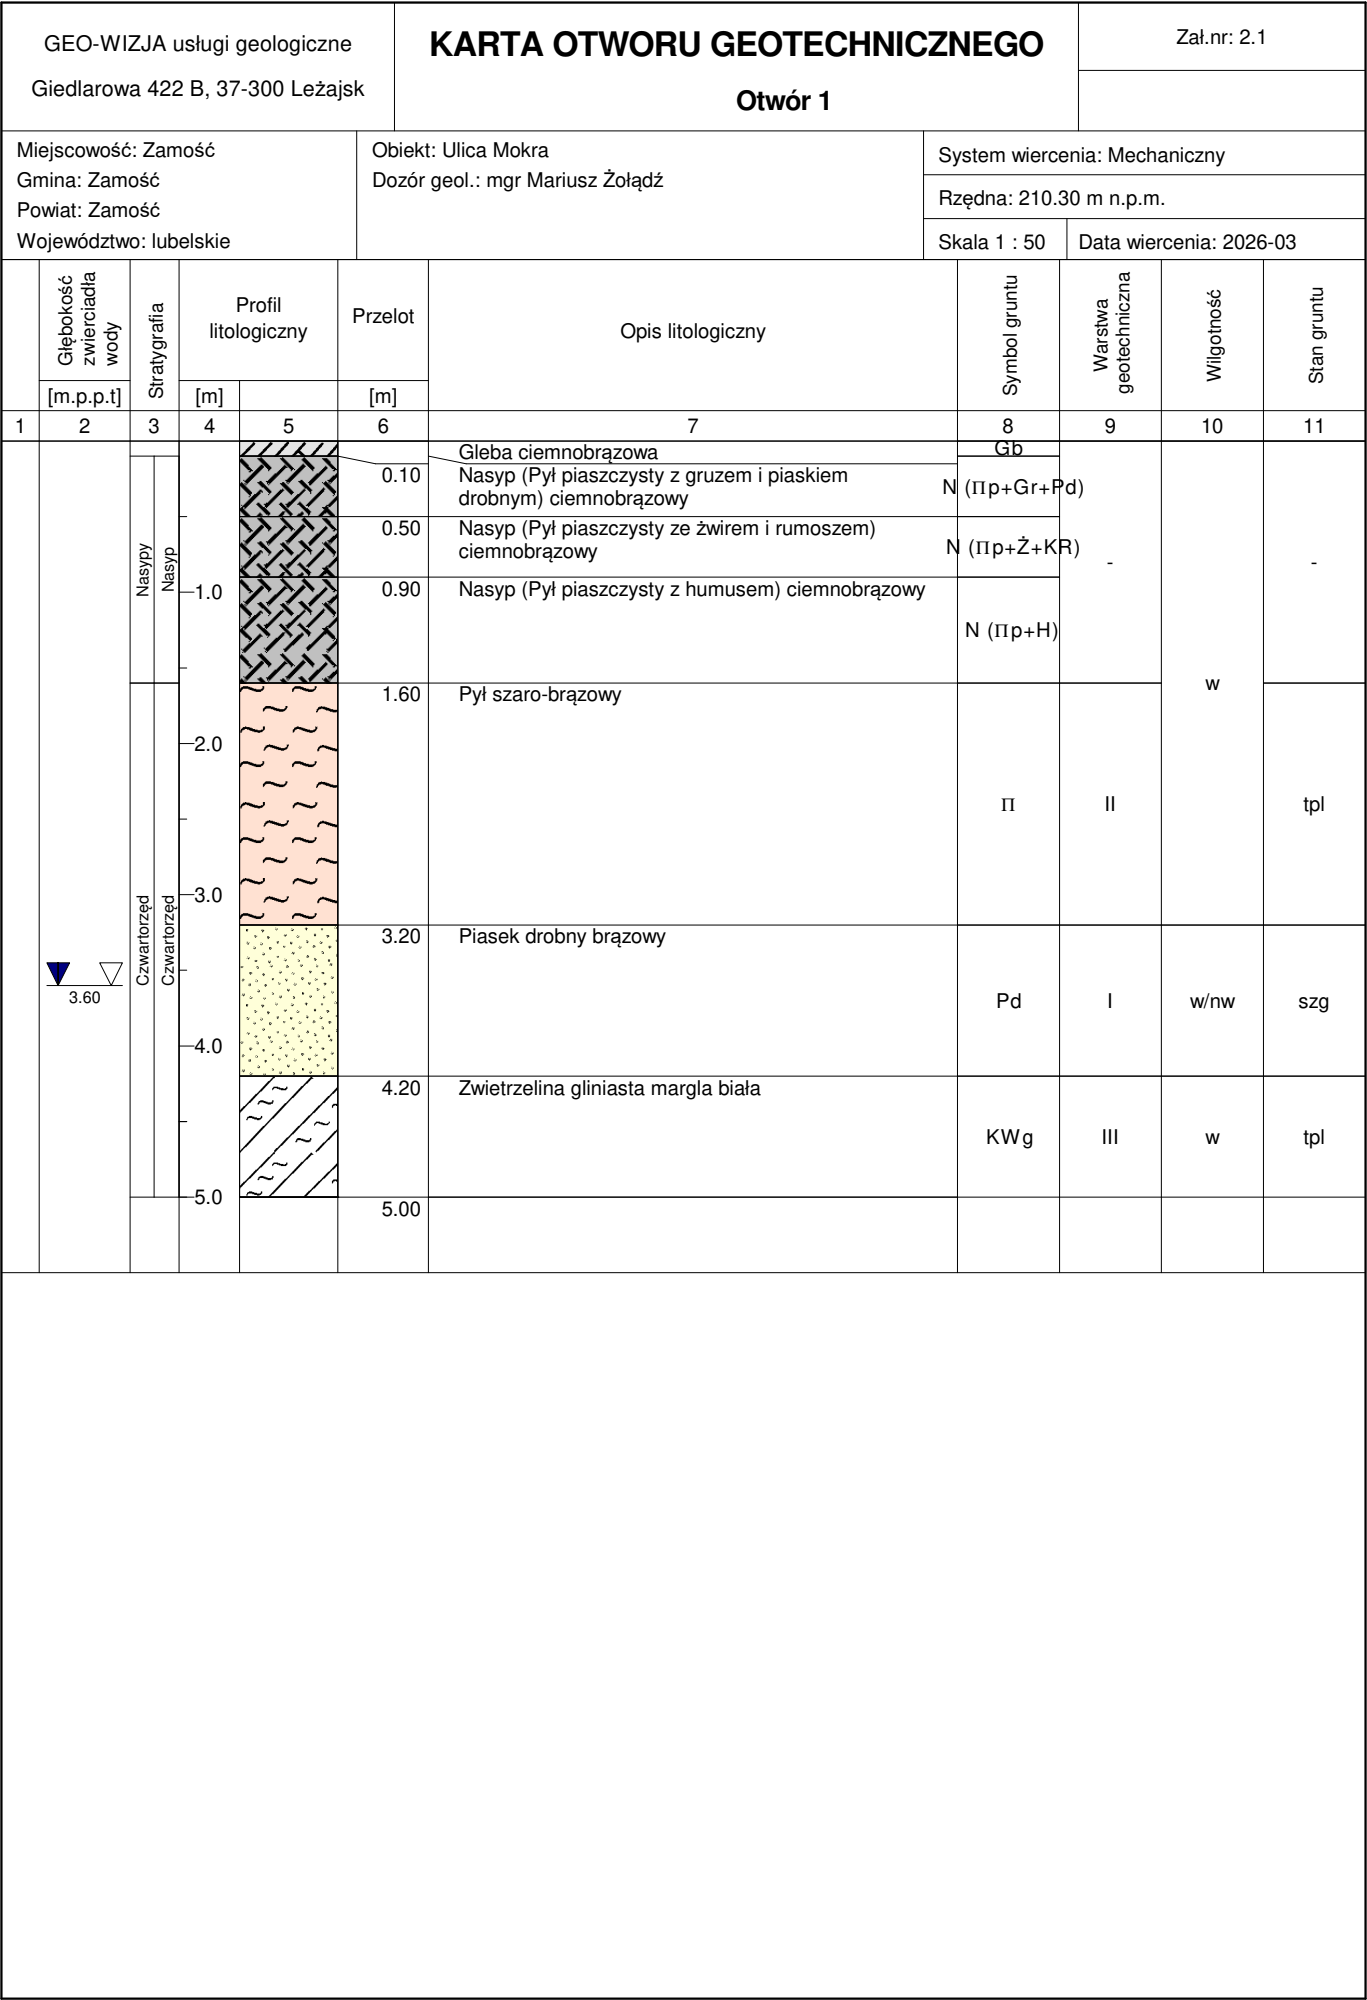 GEO-WIZJA usługi geologiczne
Giedlarowa 422 B, 37-300 Leżajsk
KARTA OTWORU GEOTECHNICZNEGO
Otwór 1
Zał.nr: 2.1
Miejscowość: Zamość
Gmina: Zamość
Powiat: Zamość
Województwo: lubelskie
Obiekt: Ulica Mokra
Dozór geol.: mgr Mariusz Żołądź
System wiercenia: Mechaniczny
Rzędna: 210.30 m n.p.m.
Skala 1 : 50
Data wiercenia: 2026-03
Głębokość
zwierciadła
wody
[m.p.p.t]
Stratygrafia
Profil
litologiczny
[m]
Przelot
[m]
Opis litologiczny
Symbol gruntu
Warstwa
geotechniczna
Wilgotność
Stan gruntu
1 2 3 4 5 6 7 8 9 10 11
Gleba ciemnobrązowa
Gb
0.10
Nasyp (Pył piaszczysty z gruzem i piaskiem
drobnym) ciemnobrązowy
N (Πp+Gr+Pd)
0.50
Nasyp (Pył piaszczysty ze żwirem i rumoszem)
ciemnobrązowy
N (Πp+Ż+KR)
-
-
Nasypy
Nasyp
1.0
0.90
Nasyp (Pył piaszczysty z humusem) ciemnobrązowy
N (Πp+H)
w
1.60
Pył szaro-brązowy
2.0
Π
II
tpl
3.0
Czwartorzęd
Czwartorzęd
3.20
Piasek drobny brązowy
3.60
Pd
I
w/nw
szg
4.0
4.20
Zwietrzelina gliniasta margla biała
KWg
III
w
tpl
5.0
5.00